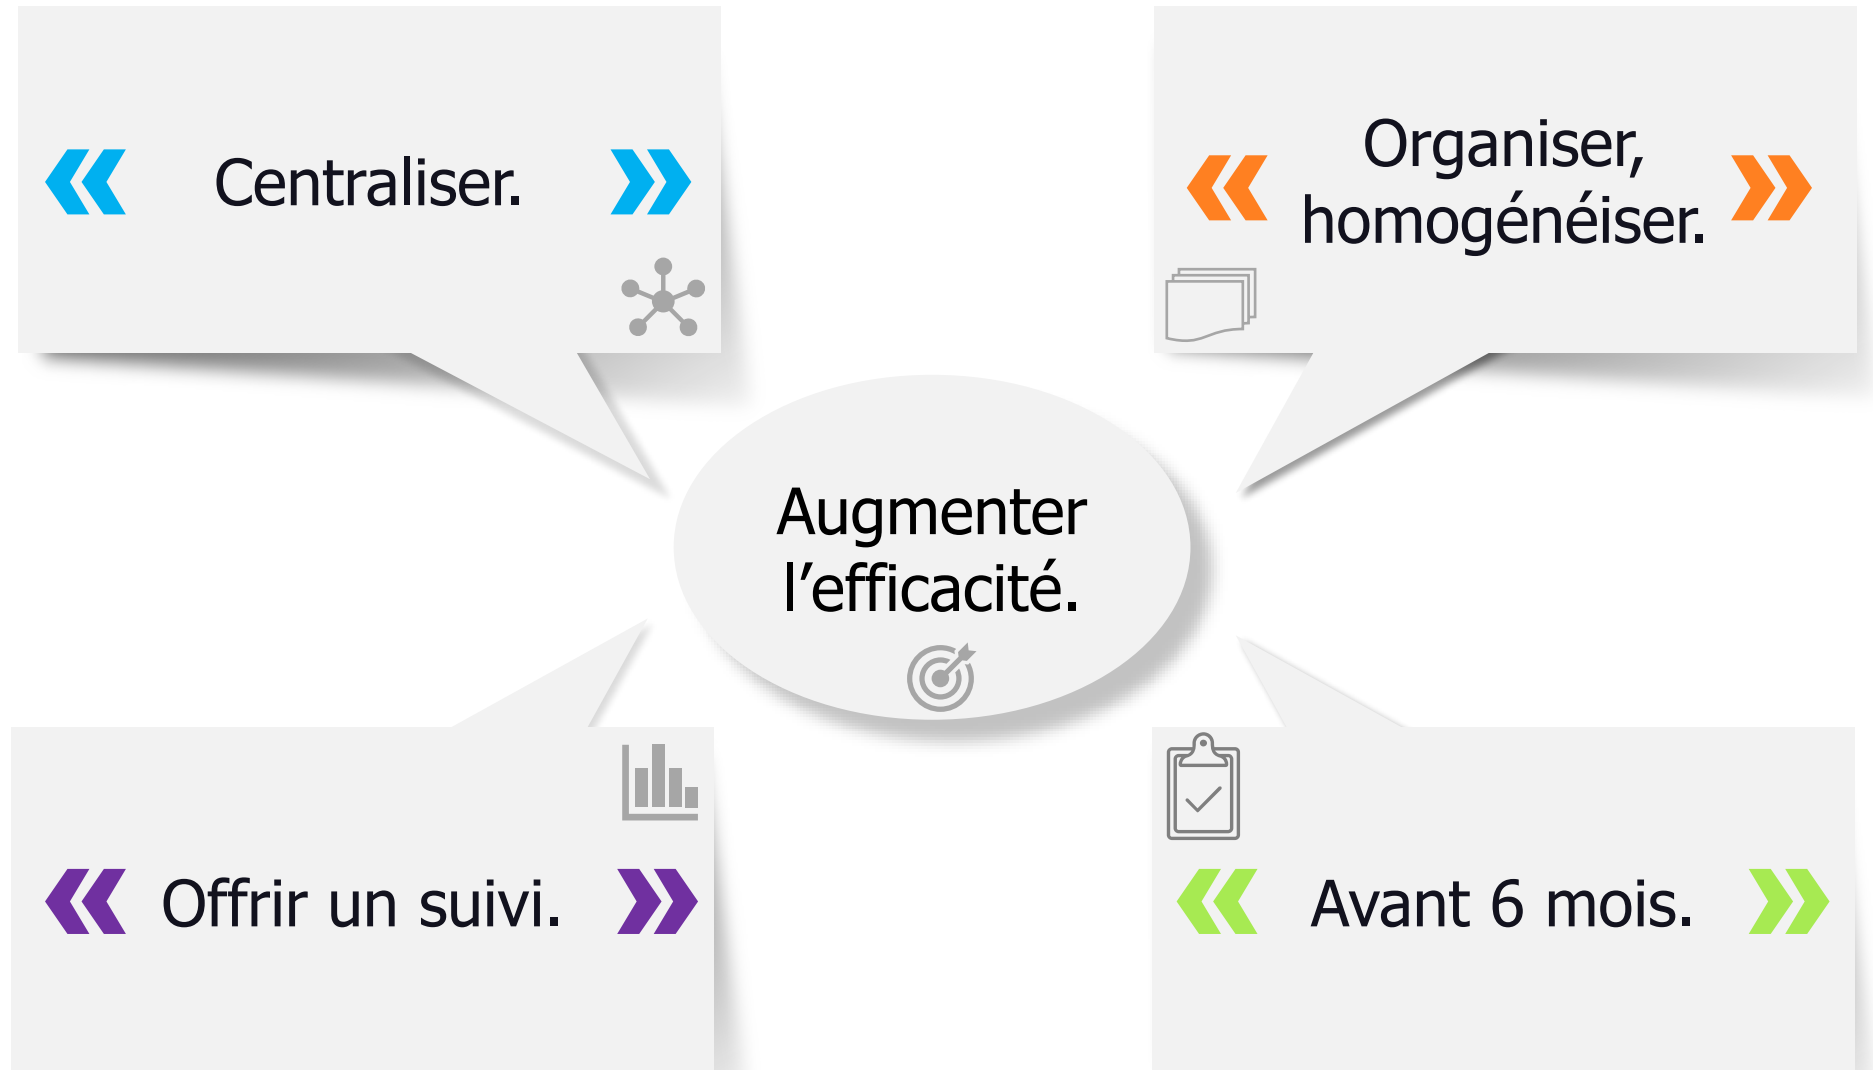 « Centraliser. »
« Organiser,
homogénéiser. »
Augmenter
l’efficacité.
« Offrir un suivi. »
« Avant 6 mois. »